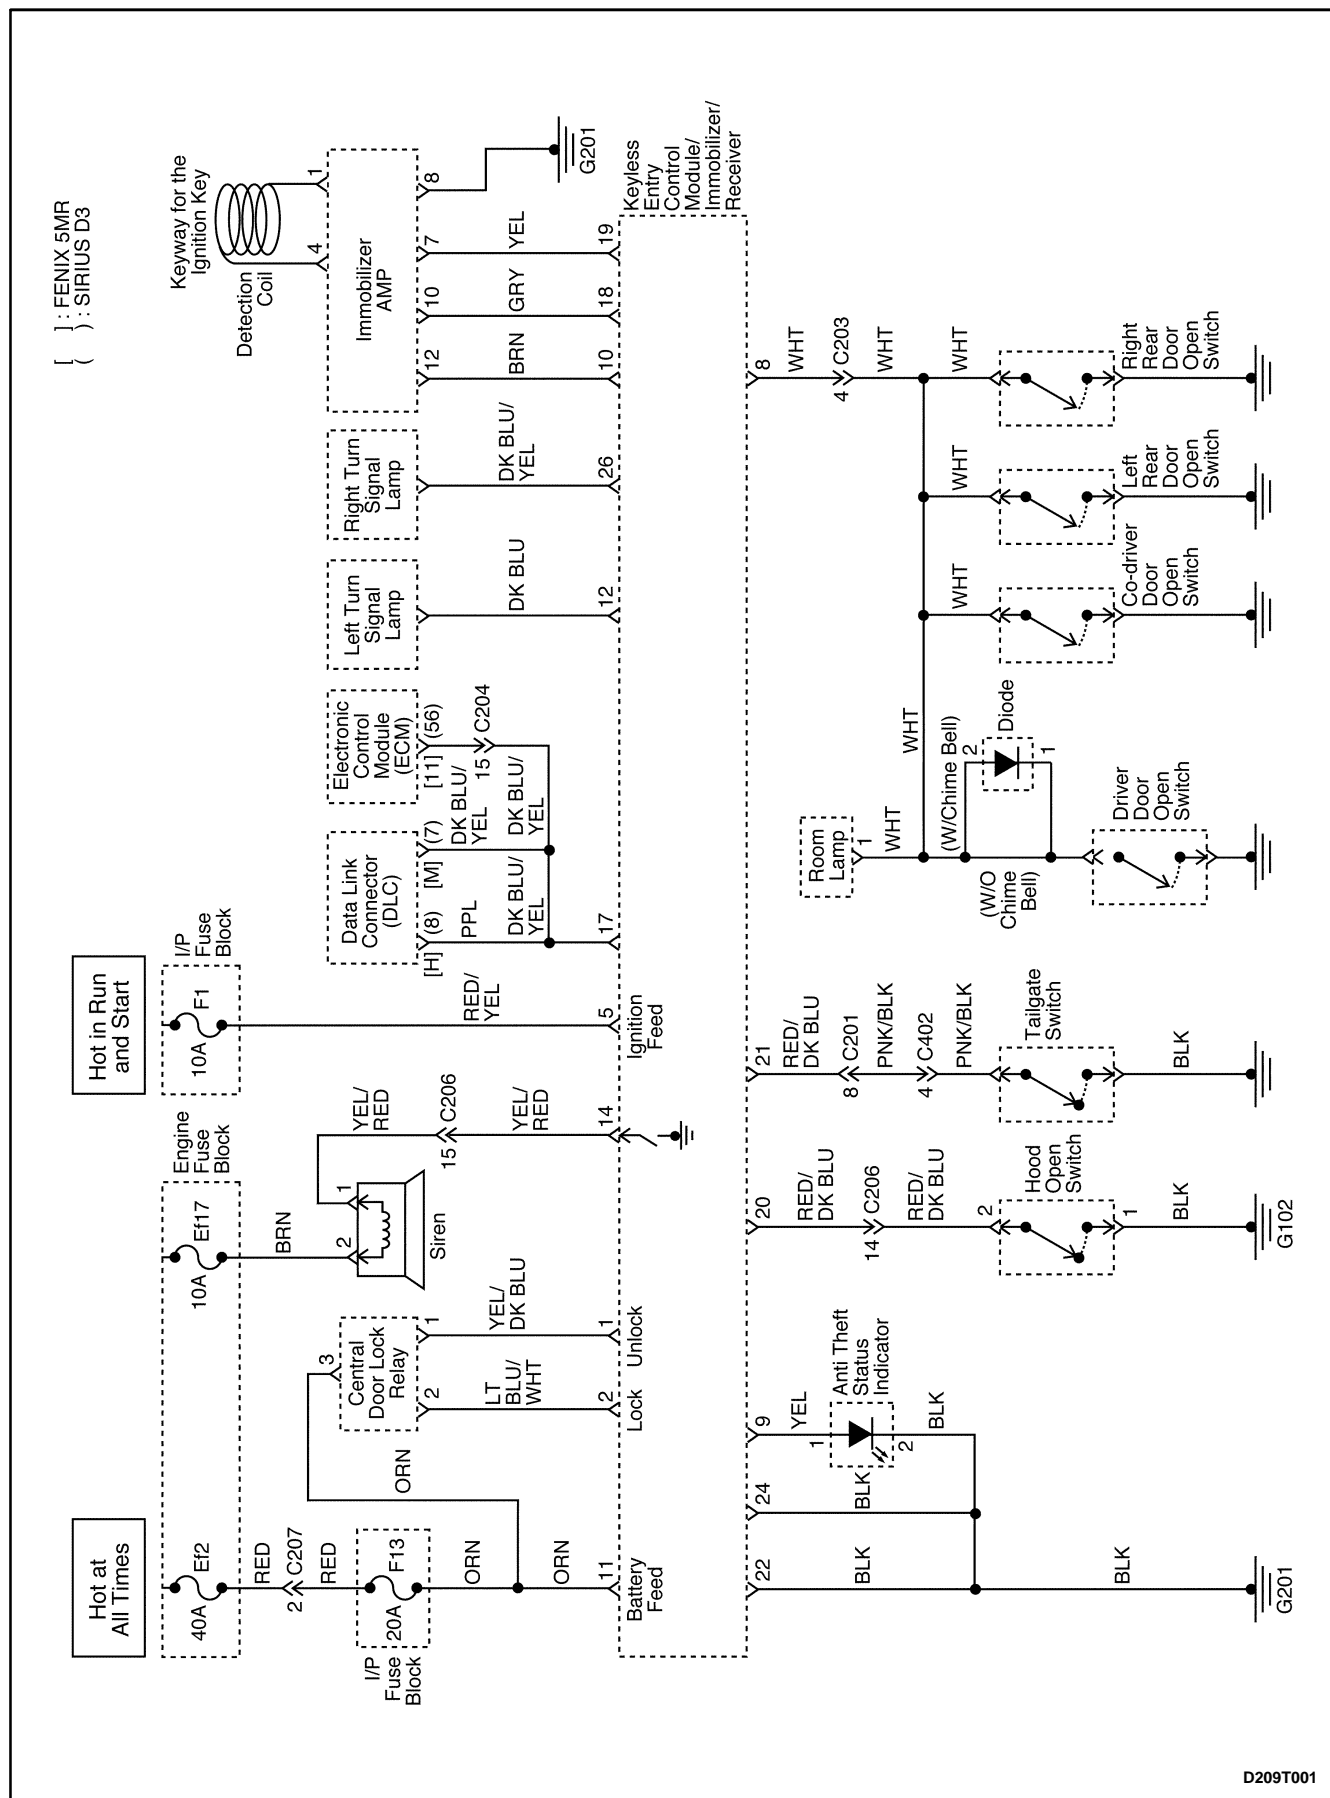 [ ] : FENIX 5MR
( ) : SIRIUS D3
Hot at
All Times
Hot in Run
and Start
Engine
Fuse
Block
I/P
Fuse
Block
40A
Ef2
10A
Ef17
10A
F1
RED
2
C207
RED
I/P
Fuse
Block
20A
F13
ORN
ORN
ORN
11
Battery
Feed
3
Central
Door Lock
Relay
2
1
LT
BLU/
WHT
YEL/
DK BLU
2
1
Lock
Unlock
BRN
2
1
Siren
YEL/
RED
15
C206
YEL/
RED
14
RED/
YEL
5
Ignition
Feed
Data Link
Connector
(DLC)
[H]
(8)
[M]
(7)
PPL
DK BLU/
YEL
17
Electronic
Control
Module
(ECM)
[11]
(56)
DK BLU/
YEL
15
C204
DK BLU/
YEL
Left Turn
Signal
Lamp
DK BLU
12
Right Turn
Signal
Lamp
DK BLU/
YEL
26
Keyway for the
Ignition Key
Detection
Coil
4
1
Immobilizer
AMP
12
10
7
8
BRN
GRY
YEL
10
18
19
G201
Keyless
Entry
Control
Module/
Immobilizer/
Receiver
22
24
9
BLK
BLK
YEL
1
2
Anti Theft
Status
Indicator
BLK
BLK
G201
20
RED/
DK BLU
14
C206
RED/
DK BLU
2
Hood
Open
Switch
1
BLK
G102
21
RED/
DK BLU
8
C201
PNK/BLK
4
C402
PNK/BLK
Tailgate
Switch
BLK
Room
Lamp
1
WHT
(W/Chime Bell)
(W/O
Chime
Bell)
2
1
Diode
Driver
Door
Open
Switch
WHT
WHT
Co-driver
Door
Open
Switch
WHT
Left
Rear
Door
Open
Switch
8
WHT
4
C203
WHT
WHT
Right
Rear
Door
Open
Switch
D209T001